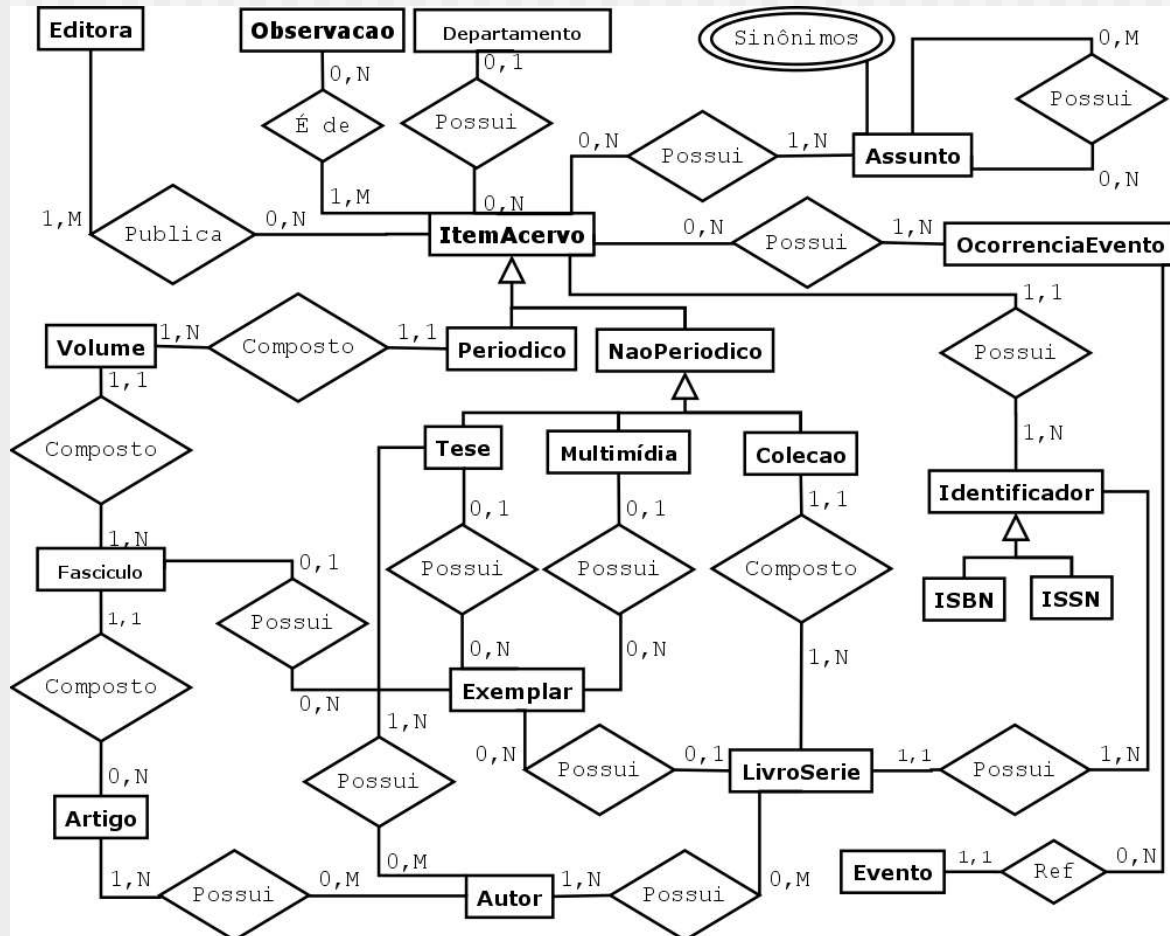 Editora
Observacao
Departamento
Sinônimos
0,M
0,N
0,1
Possui
É de
Possui
0,N
Possui
1,N
Assunto
0,N
1,M
0,N
1,M
Publica
0,N
ItemAcervo
0,N
Possui
1,N
OcorrenciaEvento
1,1
Volume
1,N
Composto
1,1
Periodico
NaoPeriodico
Possui
1,1
Composto
Tese
Multimídia
Colecao
1,N
Identificador
0,1
0,1
1,1
1,N
Fasciculo
0,1
Possui
Possui
Composto
ISBN
ISSN
1,1
Possui
0,N
0,N
1,N
Composto
0,N
Exemplar
1,N
0,N
Possui
0,1
LivroSerie
1,1
Possui
1,N
0,N
Possui
Artigo
0,M
1,N
Possui
0,M
Autor
1,N
Possui
0,M
Evento
1,1
Ref
0,N